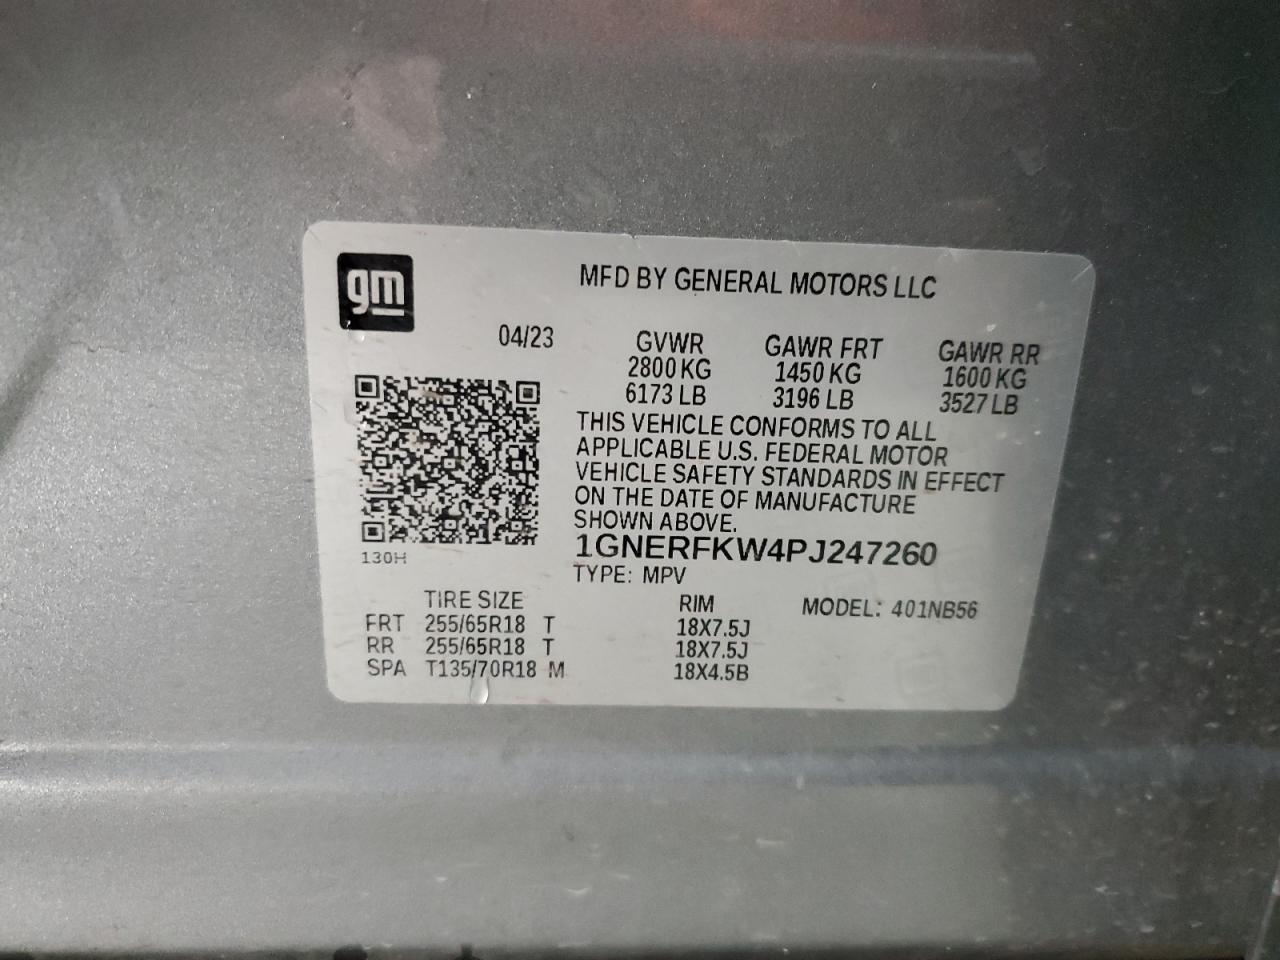 gm
MFD BY GENERAL MOTORS LLC
04/23
GVWR GAWR FRT GAWR RR
2800 KG 1450 KG 1600 KG
6173 LB 3196 LB 3527 LB
THIS VEHICLE CONFORMS TO ALL
APPLICABLE U.S. FEDERAL MOTOR
VEHICLE SAFETY STANDARDS IN EFFECT
ON THE DATE OF MANUFACTURE
SHOWN ABOVE.
1GNERFKW4PJ247260
130H
TYPE: MPV
TIRE SIZE RIM MODEL: 401NB56
FRT 255/65R18 T 18X7.5J
RR 255/65R18 T 18X7.5J
SPA T135/70R18 M 18X4.5B